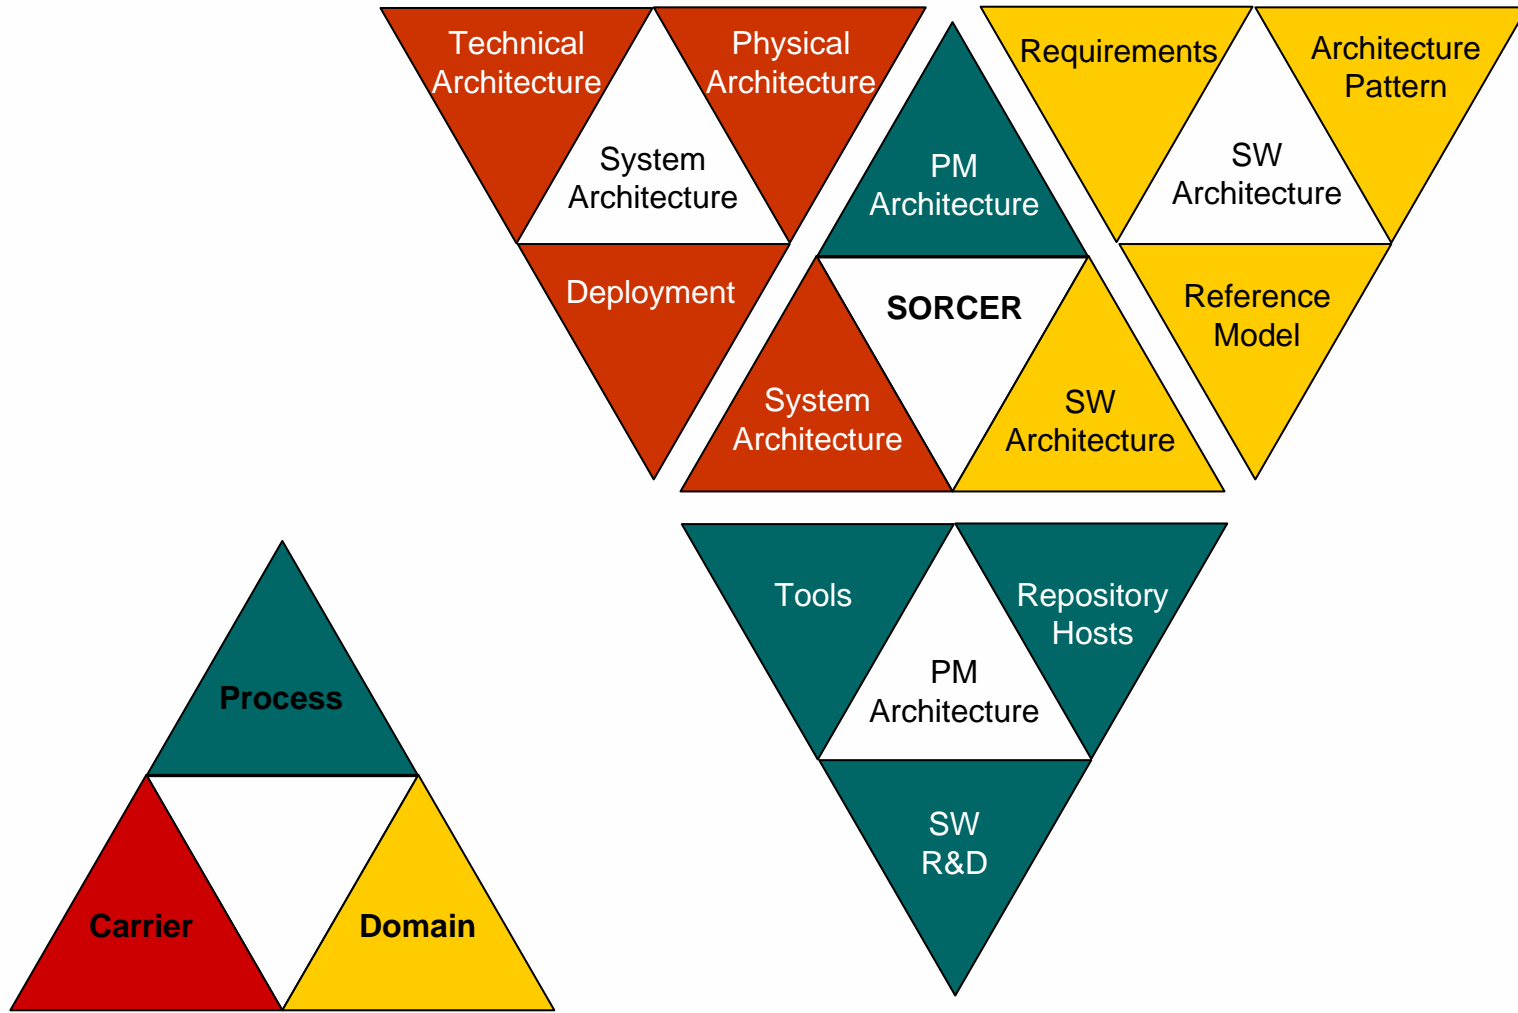 Technical
Architecture
Physical
Architecture
System
Architecture
Deployment
Requirements
Architecture
Pattern
SW
Architecture
Reference
Model
PM
Architecture
SORCER
System
Architecture
SW
Architecture
Tools
Repository
Hosts
PM
Architecture
SW
R&D
Process
Carrier
Domain